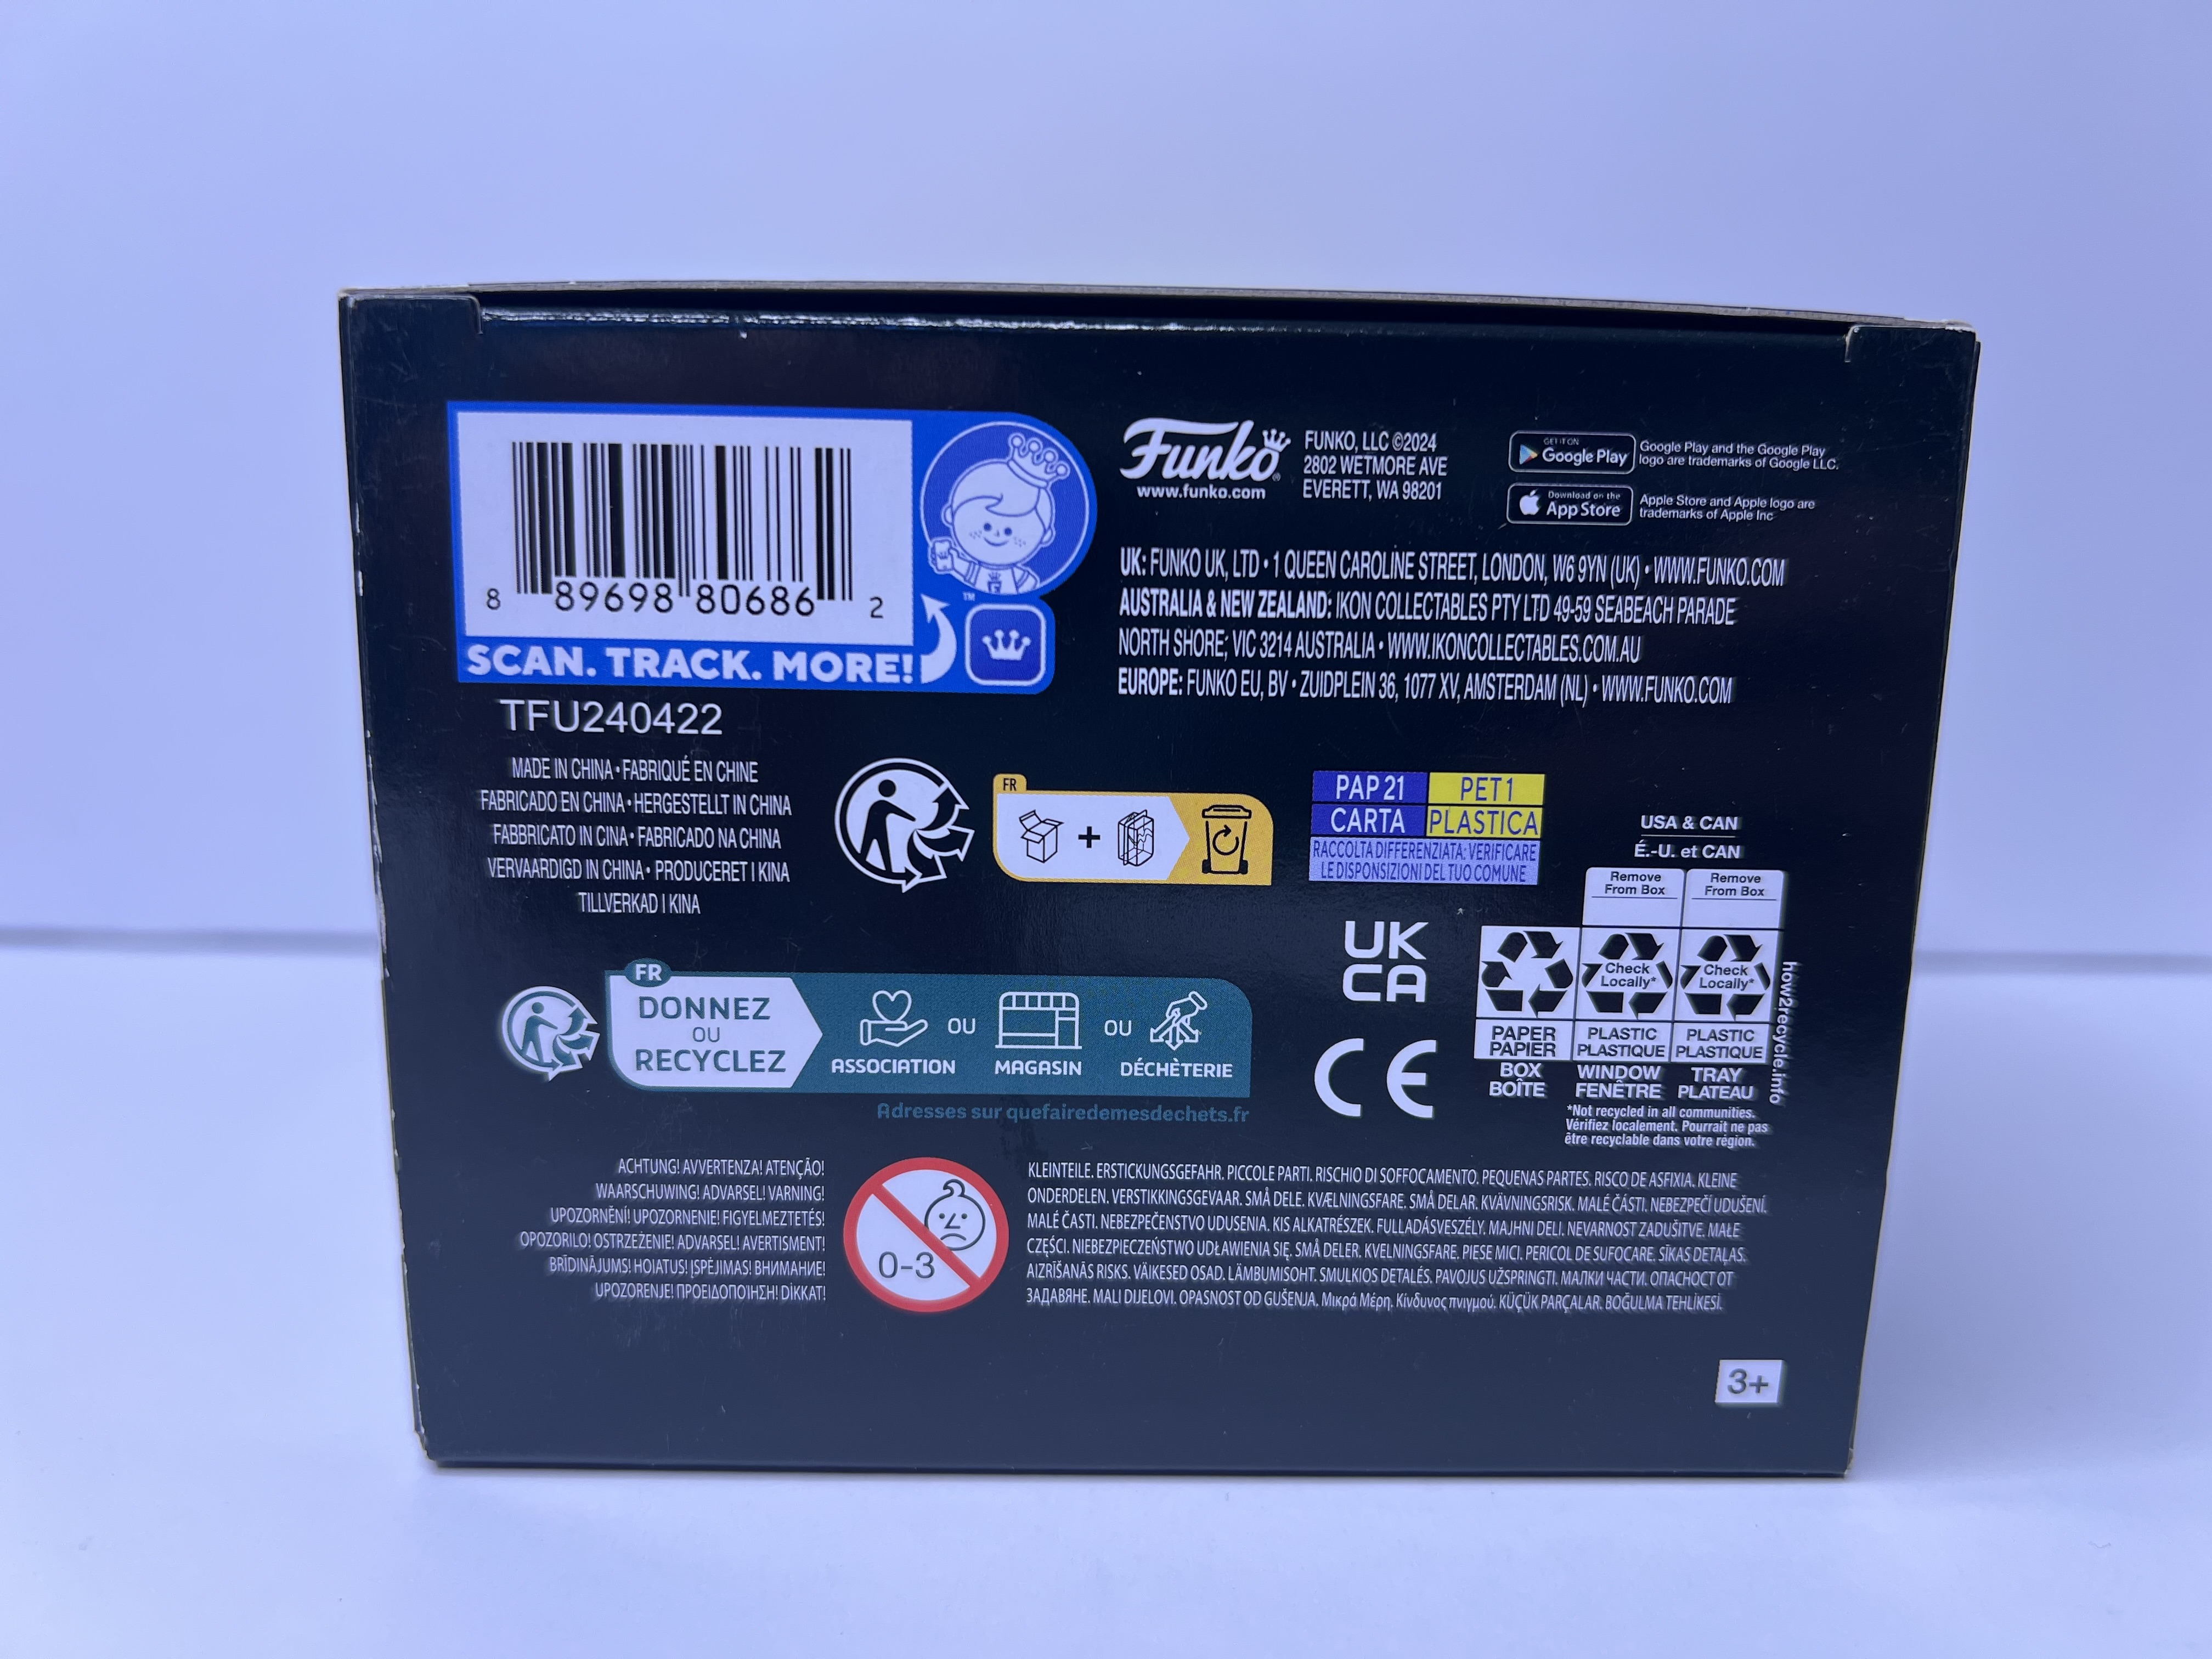 8 89698 80686 2
SCAN. TRACK. MORE!
™
TFU240422
Funko
www.funko.com
FUNKO, LLC ©2024
2802 WETMORE AVE
EVERETT, WA 98201
GET IT ON
Google Play
Google Play and the Google Play
logo are trademarks of Google LLC.
Download on the
App Store
Apple Store and Apple logo are
trademarks of Apple Inc
UK: FUNKO UK, LTD • 1 QUEEN CAROLINE STREET, LONDON, W6 9YN (UK) • WWW.FUNKO.COM
AUSTRALIA & NEW ZEALAND: IKON COLLECTABLES PTY LTD 49-59 SEABEACH PARADE
NORTH SHORE; VIC 3214 AUSTRALIA • WWW.IKONCOLLECTABLES.COM.AU
EUROPE: FUNKO EU, BV • ZUIDPLEIN 36, 1077 XV, AMSTERDAM (NL) • WWW.FUNKO.COM
MADE IN CHINA • FABRIQUÉ EN CHINE
FABRICADO EN CHINA • HERGESTELLT IN CHINA
FABBRICATO IN CINA • FABRICADO NA CHINA
VERVAARDIGD IN CHINA • PRODUCERET I KINA
TILLVERKAD I KINA
FR
+
PAP 21 PET 1
CARTA PLASTICA
RACCOLTA DIFFERENZIATA: VERIFICARE
LE DISPOSIZIONI DEL TUO COMUNE
USA & CAN
É.-U. et CAN
Remove
From Box
Remove
From Box
Check
Locally*
Check
Locally*
PAPER
PAPIER
PLASTIC
PLASTIQUE
PLASTIC
PLASTIQUE
BOX
BOÎTE
WINDOW
FENÊTRE
TRAY
PLATEAU
how2recycle.info
*Not recycled in all communities.
Vérifiez localement. Pourrait ne pas
être recyclable dans votre région.
UK
CA
CE
FR
DONNEZ
OU
RECYCLEZ
ASSOCIATION
OU
MAGASIN
OU
DÉCHÈTERIE
Adresses sur quefairedemesdechets.fr
ACHTUNG! AVVERTENZA! ATENÇÃO!
WAARSCHUWING! ADVARSEL! VARNING!
UPOZORNĚNÍ! UPOZORNENIE! FIGYELMEZTETÉS!
OPOZORILO! OSTRZEŻENIE! ADVARSEL! AVERTISMENT!
BRĪDINĀJUMS! HOIATUS! ĮSPĖJIMAS! ВНИМАНИЕ!
UPOZORENJE! ΠΡΟΕΙΔΟΠΟΊΗΣΗ! DİKKAT!
0-3
KLEINTEILE. ERSTICKUNGSGEFAHR. PICCOLE PARTI. RISCHIO DI SOFFOCAMENTO. PEQUENAS PARTES. RISCO DE ASFIXIA. KLEINE
ONDERDELEN. VERSTIKKINGSGEVAAR. SMÅ DELE. KVÆLNINGSFARE. SMÅ DELAR. KVÄVNINGSRISK. MALÉ ČÁSTI. NEBEZPEČÍ UDUŠENÍ.
MALÉ ČASTI. NEBEZPEČENSTVO UDUSENIA. KIS ALKATRÉSZEK. FULLADÁSVESZÉLY. MAJHNI DELI. NEVARNOST ZADUŠITVE. MAŁE
CZĘŚCI. NIEBEZPIECZEŃSTWO UDŁAWIENIA SIĘ. SMÅ DELER. KVELNINGSFARE. PIESE MICI. PERICOL DE SUFOCARE. SĪKAS DETAĻAS.
AIZRĪŠANĀS RISKS. VÄIKESED OSAD. LÄMBUMISOHT. SMULKIOS DETALĖS. PAVOJUS UŽSPRINGTI. МАЛКИ ЧАСТИ. ОПАСНОСТ ОТ
ЗАДАВЯНЕ. MALI DIJELOVI. OPASNOST OD GUŠENJA. Μικρά Μέρη. Κίνδυνος πνιγμού. KÜÇÜK PARÇALAR. BOĞULMA TEHLİKESİ.
3+